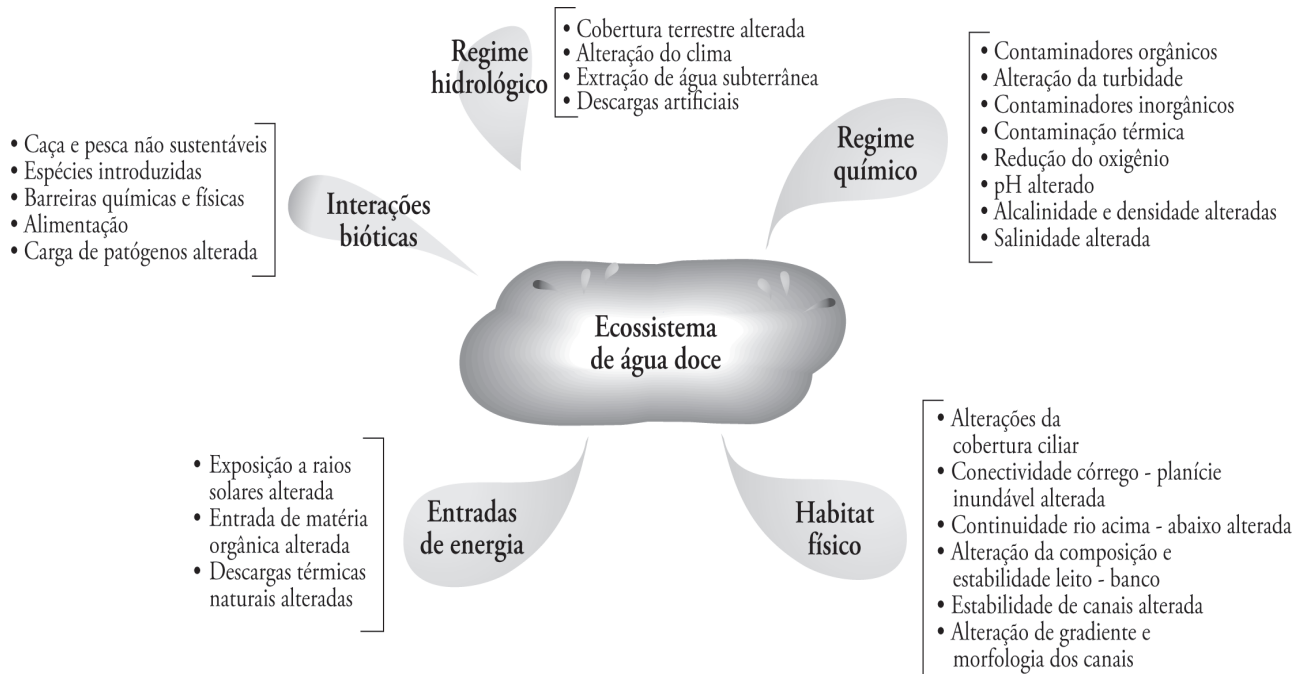 Regime
hidrológico
• Cobertura terrestre alterada
• Alteração do clima
• Extração de água subterrânea
• Descargas artificiais
Regime
químico
• Contaminadores orgânicos
• Alteração da turbidade
• Contaminadores inorgânicos
• Contaminação térmica
• Redução do oxigênio
• pH alterado
• Alcalinidade e densidade alteradas
• Salinidade alterada
• Caça e pesca não sustentáveis
• Espécies introduzidas
• Barreiras químicas e físicas
• Alimentação
• Carga de patógenos alterada
Interações
bióticas
Ecossistema
de água doce
• Exposição a raios
solares alterada
• Entrada de matéria
orgânica alterada
• Descargas térmicas
naturais alteradas
Entradas
de energia
Habitat
físico
• Alterações da
cobertura ciliar
• Conectividade córrego - planície
inundável alterada
• Continuidade rio acima - abaixo alterada
• Alteração da composição e
estabilidade leito - banco
• Estabilidade de canais alterada
• Alteração de gradiente e
morfologia dos canais